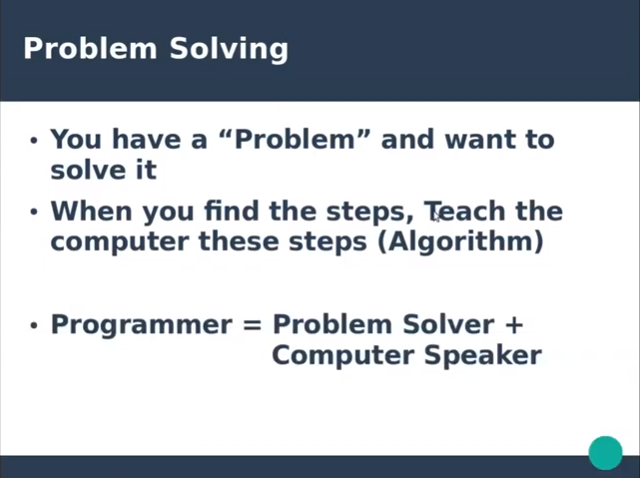 Problem Solving
• You have a “Problem” and want to
solve it
• When you find the steps, Teach the
computer these steps (Algorithm)
• Programmer = Problem Solver +
Computer Speaker